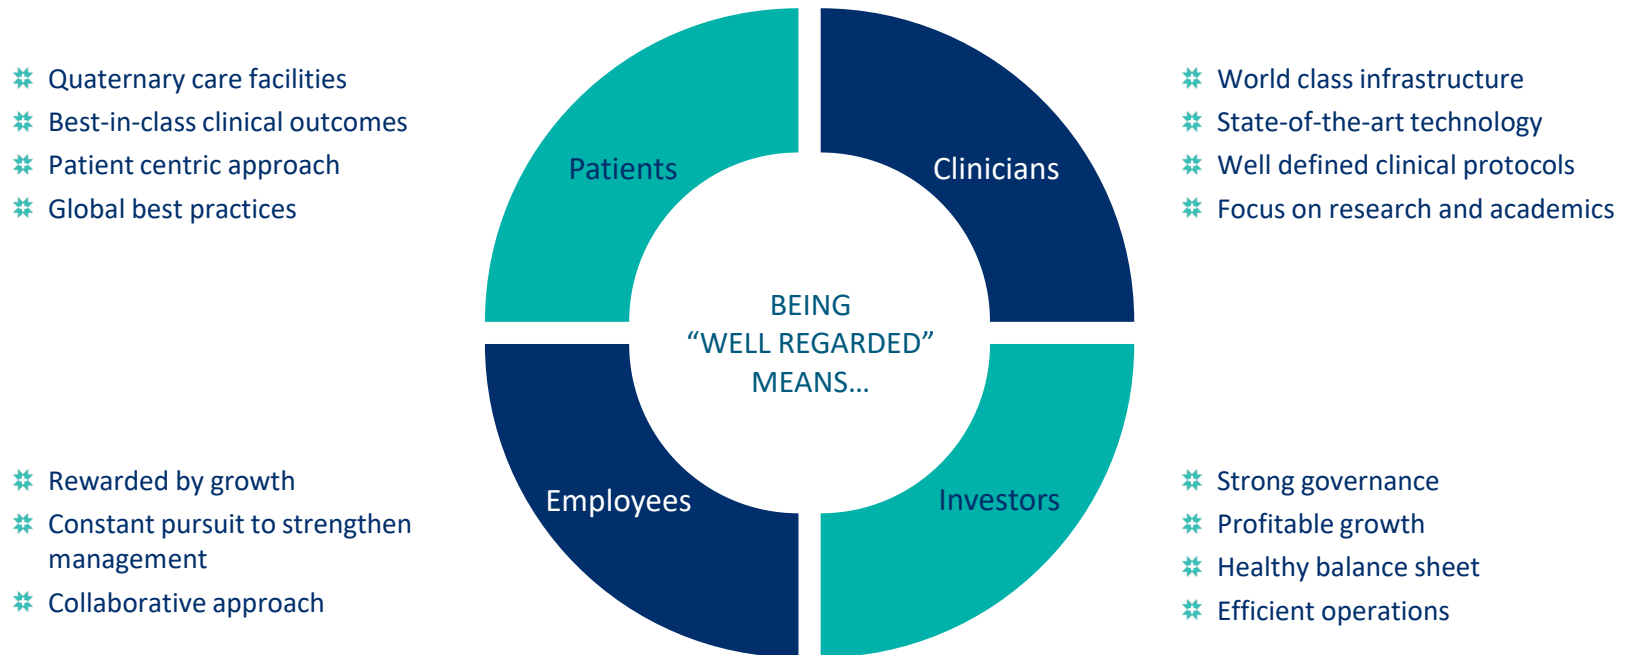 Quaternary care facilities
Best-in-class clinical outcomes
Patient centric approach
Global best practices
Patients
Clinicians
World class infrastructure
State-of-the-art technology
Well defined clinical protocols
Focus on research and academics
BEING
“WELL REGARDED”
MEANS…
Rewarded by growth
Constant pursuit to strengthen
management
Collaborative approach
Employees
Investors
Strong governance
Profitable growth
Healthy balance sheet
Efficient operations